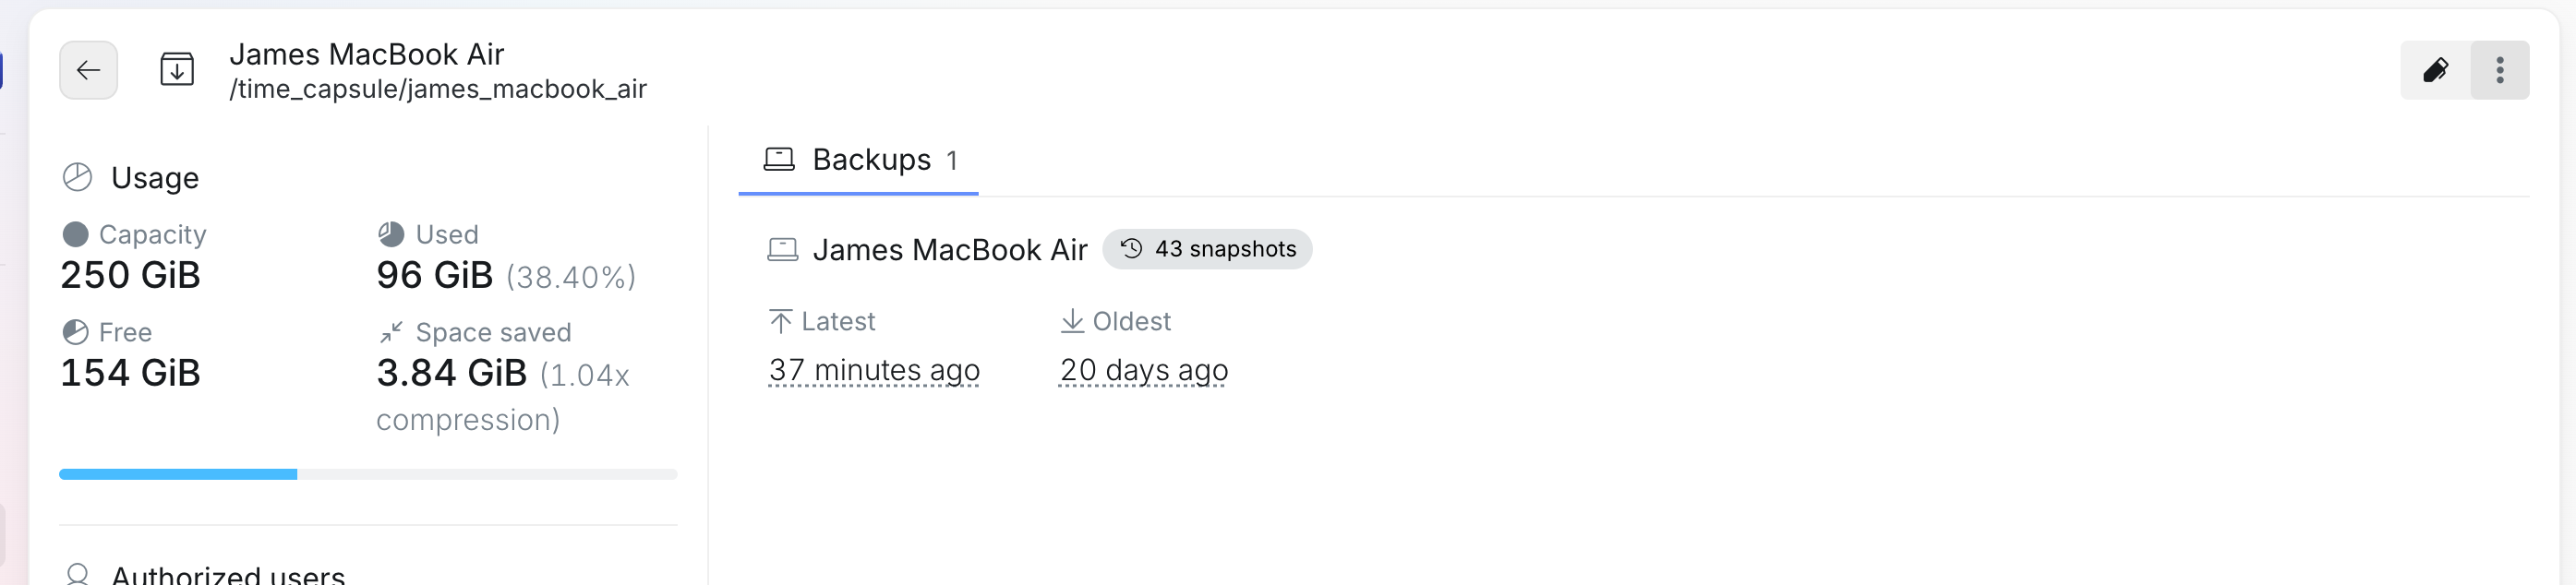 James MacBook Air
/time_capsule/james_macbook_air
Usage
Capacity
250 GiB
Used
96 GiB (38.40%)
Free
154 GiB
Space saved
3.84 GiB (1.04x
compression)
Authorized users
Backups 1
James MacBook Air 43 snapshots
Latest
37 minutes ago
Oldest
20 days ago